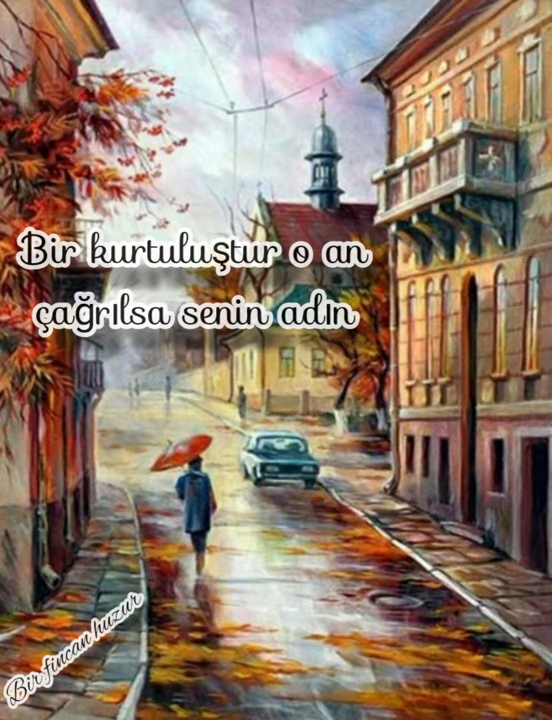 Bir kurtuluştur o an
çağrılsa senin adın
Bir fincan huzur